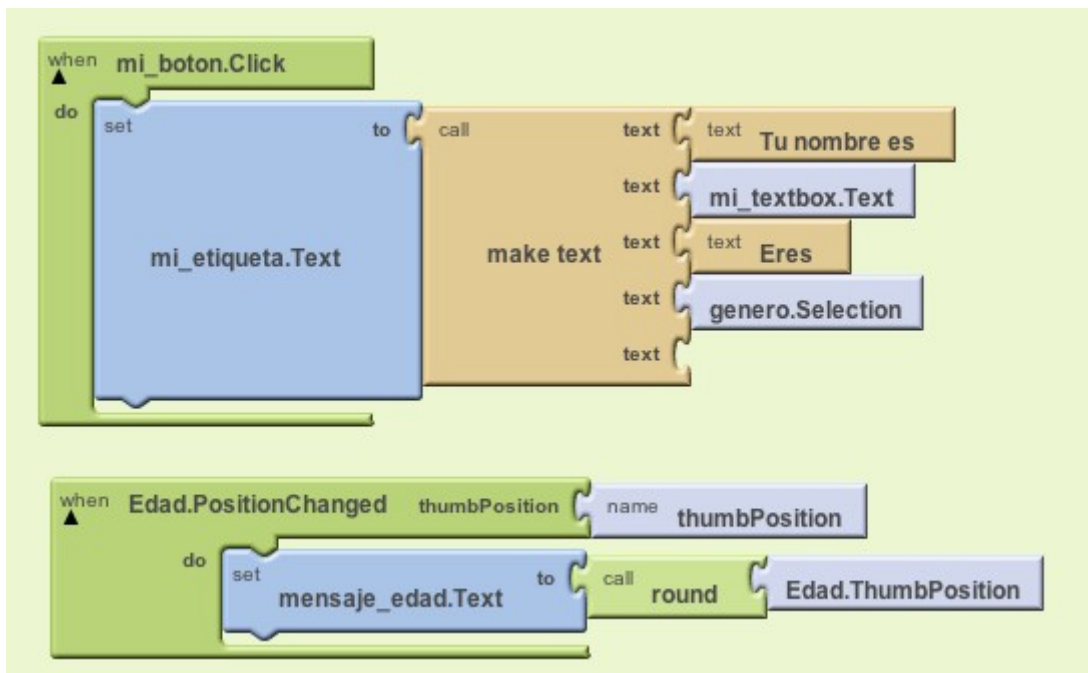 when mi_boton.Click
do set to call text text Tu nombre es
text mi_textbox.Text
mi_etiqueta.Text make text text text Eres
text genero.Selection
text
when Edad.PositionChanged thumbPosition name thumbPosition
do set mensaje_edad.Text to call round Edad.ThumbPosition